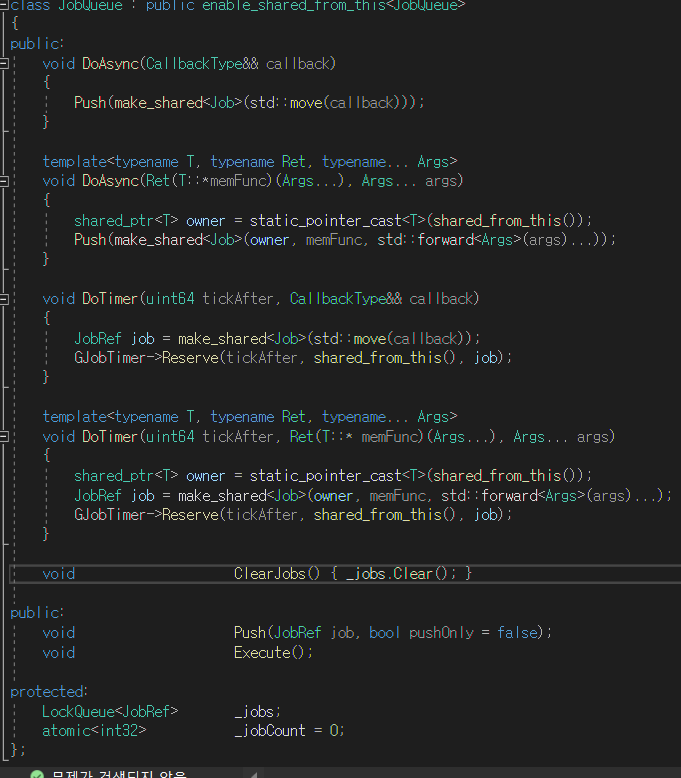 class JobQueue : public enable_shared_from_this<JobQueue>
{
public:
    void DoAsync(CallbackType&& callback)
    {
        Push(make_shared<Job>(std::move(callback)));
    }

    template<typename T, typename Ret, typename... Args>
    void DoAsync(Ret(T::*memFunc)(Args...), Args... args)
    {
        shared_ptr<T> owner = static_pointer_cast<T>(shared_from_this());
        Push(make_shared<Job>(owner, memFunc, std::forward<Args>(args)...));
    }

    void DoTimer(uint64 tickAfter, CallbackType&& callback)
    {
        JobRef job = make_shared<Job>(std::move(callback));
        GJobTimer->Reserve(tickAfter, shared_from_this(), job);
    }

    template<typename T, typename Ret, typename... Args>
    void DoTimer(uint64 tickAfter, Ret(T::* memFunc)(Args...), Args... args)
    {
        shared_ptr<T> owner = static_pointer_cast<T>(shared_from_this());
        JobRef job = make_shared<Job>(owner, memFunc, std::forward<Args>(args)...);
        GJobTimer->Reserve(tickAfter, shared_from_this(), job);
    }

    void                ClearJobs() { _jobs.Clear(); }

public:
    void                Push(JobRef job, bool pushOnly = false);
    void                Execute();

protected:
    LockQueue<JobRef>       _jobs;
    atomic<int32>           _jobCount = 0;
};
문제가 검색되지 않음